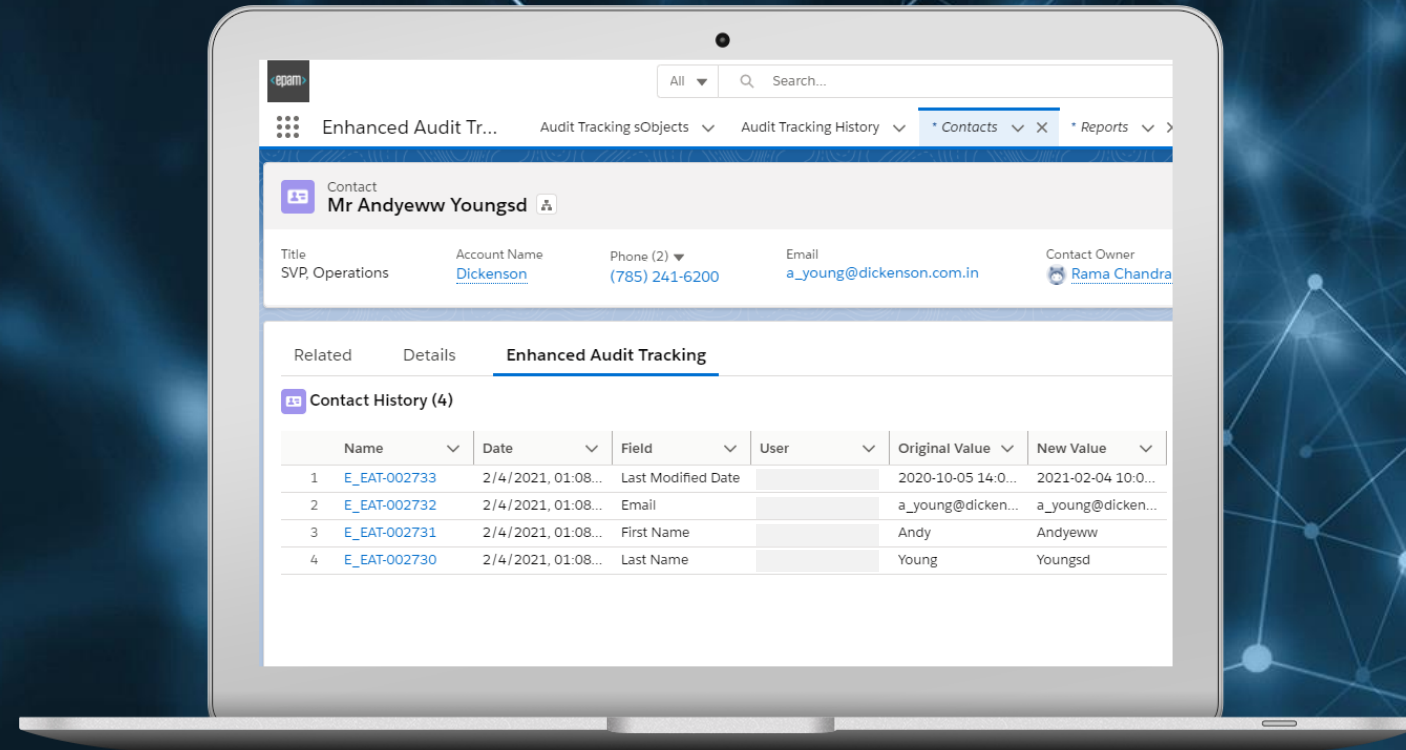 <epam>
All Search...
Enhanced Audit Tr... Audit Tracking sObjects Audit Tracking History * Contacts * Reports
Contact
Mr Andyeww Youngsd
Title Account Name Phone (2) Email Contact Owner
SVP, Operations Dickenson (785) 241-6200 a_young@dickenson.com.in Rama Chandra
Related Details Enhanced Audit Tracking
Contact History (4)
Name Date Field User Original Value New Value
1 E_EAT-002733 2/4/2021, 01:08... Last Modified Date 2020-10-05 14:0... 2021-02-04 10:0...
2 E_EAT-002732 2/4/2021, 01:08... Email a_young@dicken... a_young@dicken...
3 E_EAT-002731 2/4/2021, 01:08... First Name Andy Andyeww
4 E_EAT-002730 2/4/2021, 01:08... Last Name Young Youngsd